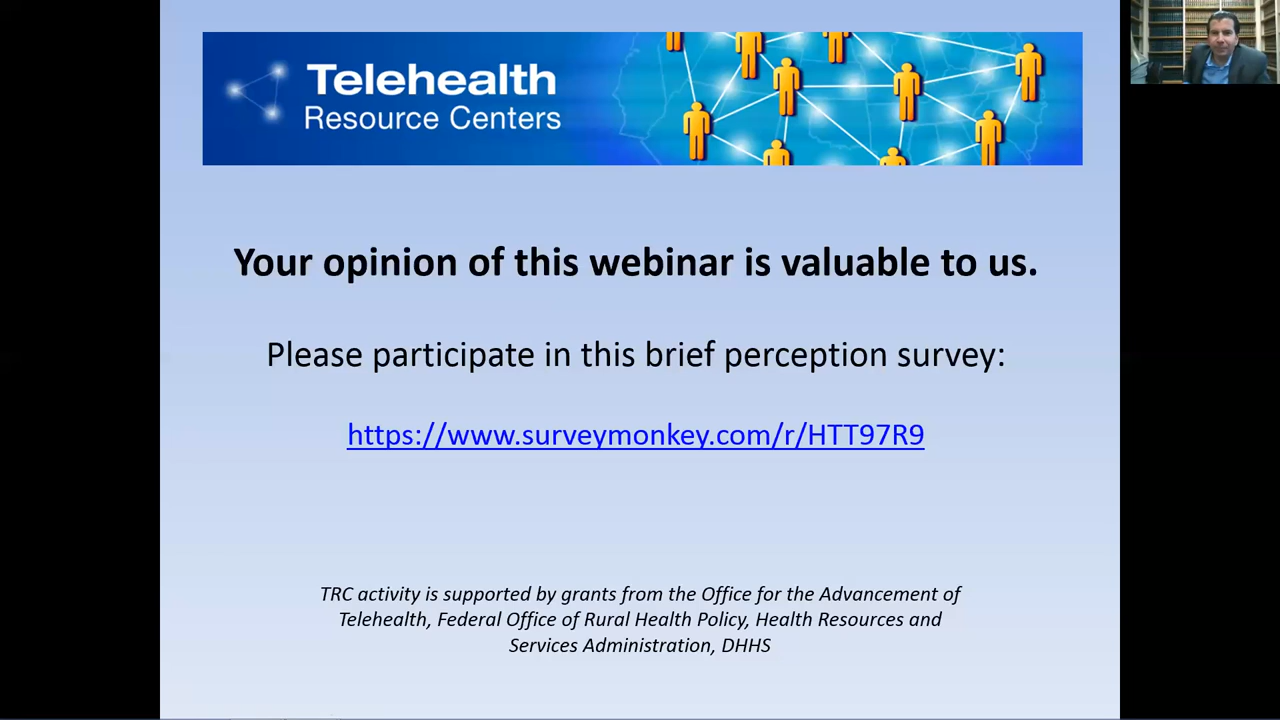 Telehealth
Resource Centers
Your opinion of this webinar is valuable to us.
Please participate in this brief perception survey:
https://www.surveymonkey.com/r/HTT97R9
TRC activity is supported by grants from the Office for the Advancement of
Telehealth, Federal Office of Rural Health Policy, Health Resources and
Services Administration, DHHS